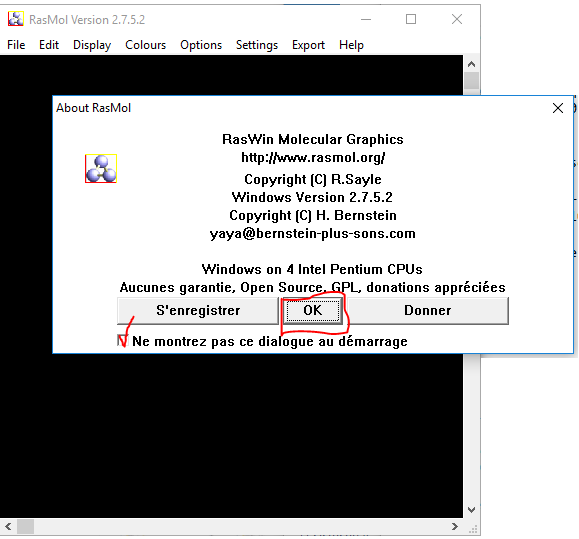 RasMol Version 2.7.5.2
File Edit Display Colours Options Settings Export Help
About RasMol
RasWin Molecular Graphics
http://www.rasmol.org/
Copyright (C) R.Sayle
Windows Version 2.7.5.2
Copyright (C) H. Bernstein
yaya@bernstein-plus-sons.com
Windows on 4 Intel Pentium CPUs
Aucunes garantie, Open Source, GPL, donations appréciées
S'enregistrer OK Donner
Ne montrez pas ce dialogue au démarrage